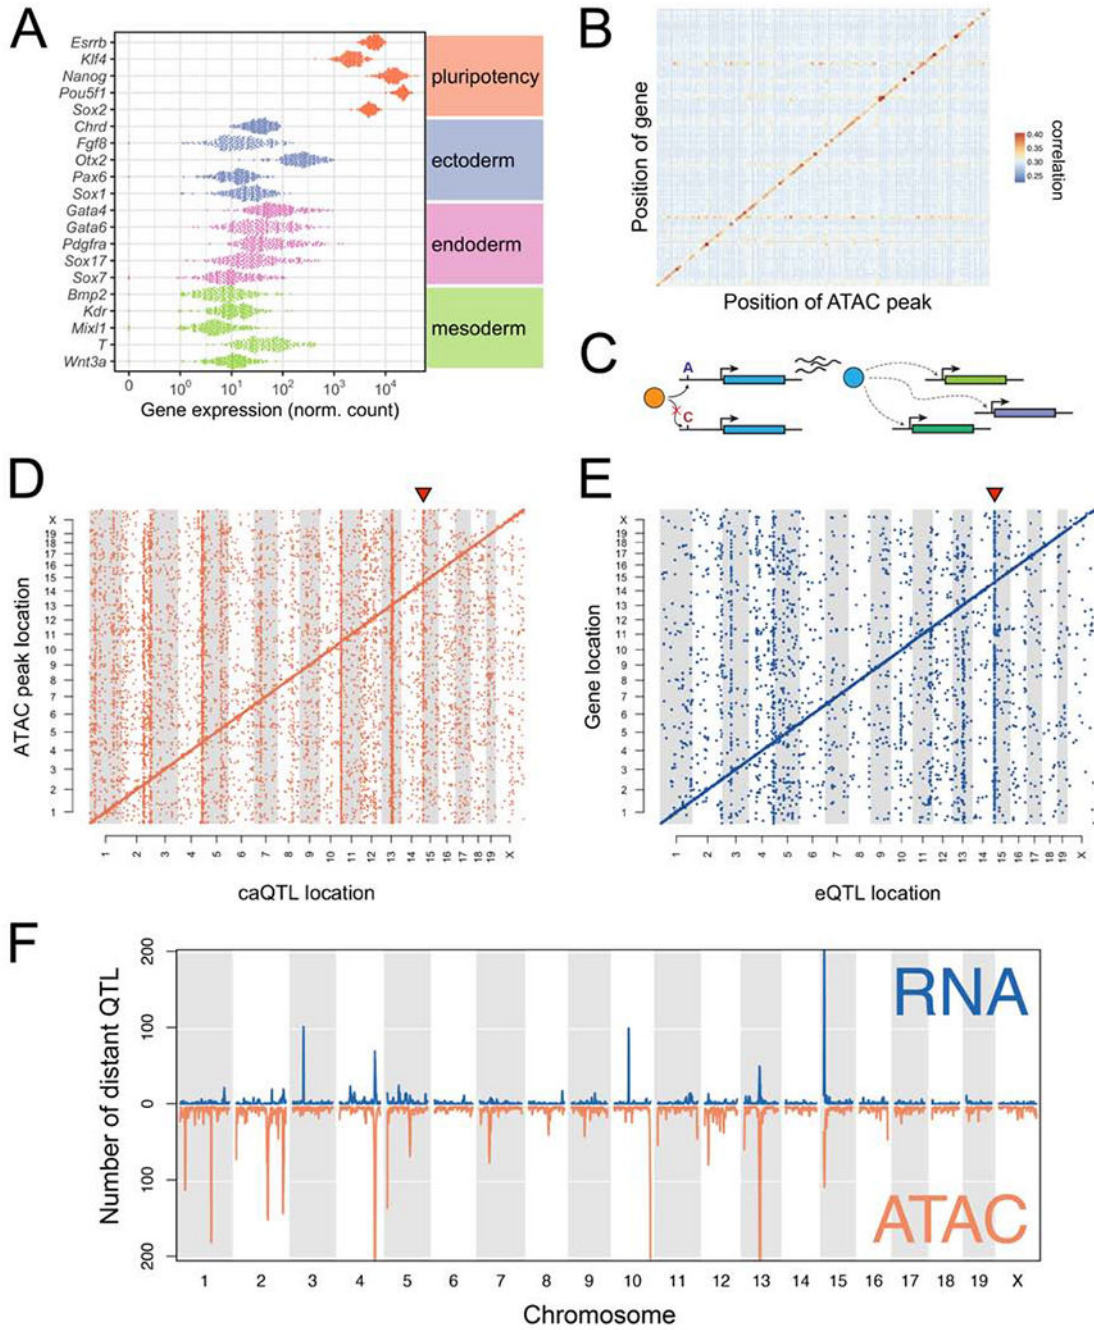 A
Esrrb
Klf4
Nanog
Pou5f1
Sox2
Chrd
Fgf8
Otx2
Pax6
Sox1
Gata4
Gata6
Pdgfra
Sox17
Sox7
Bmp2
Kdr
Mixl1
T
Wnt3a
pluripotency
ectoderm
endoderm
mesoderm
0 10⁰ 10¹ 10² 10³ 10⁴
Gene expression (norm. count)
B
Position of gene
Position of ATAC peak
0.40
0.35
0.30
0.25
correlation
C
A
C
D
ATAC peak location
X
19
18
17
16
15
14
13
12
11
10
9
8
7
6
5
4
3
2
1
1 2 3 4 5 6 7 8 9 10 11 12 13 14 15 16 17 18 19 X
caQTL location
E
Gene location
X
19
18
17
16
15
14
13
12
11
10
9
8
7
6
5
4
3
2
1
1 2 3 4 5 6 7 8 9 10 11 12 13 14 15 16 17 18 19 X
eQTL location
F
Number of distant QTL
200
100
0
100
200
RNA
ATAC
1 2 3 4 5 6 7 8 9 10 11 12 13 14 15 16 17 18 19 X
Chromosome